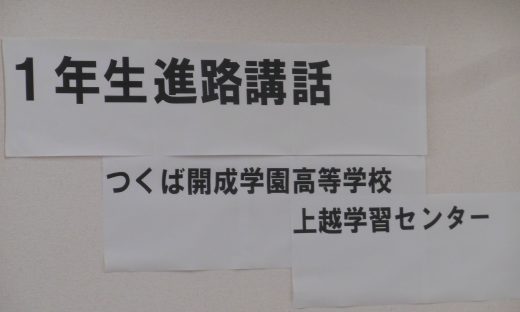 1年生進路講話
つくば開成学園高等学校
上越学習センター